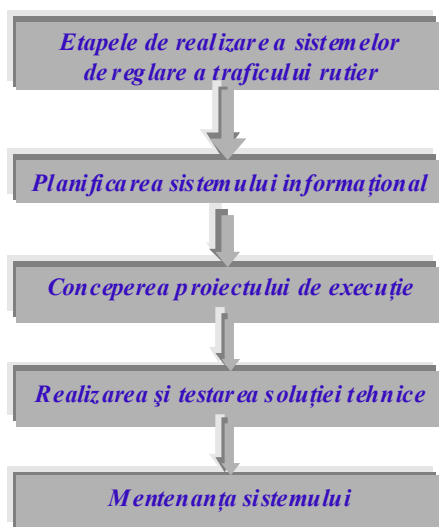 Etapele de realizare a sistemelor
de reglare a traficului rutier
Planificarea sistemului informațional
Conceperea proiectului de execuție
Realizarea şi testarea soluției tehnice
Mentenanța sistemului